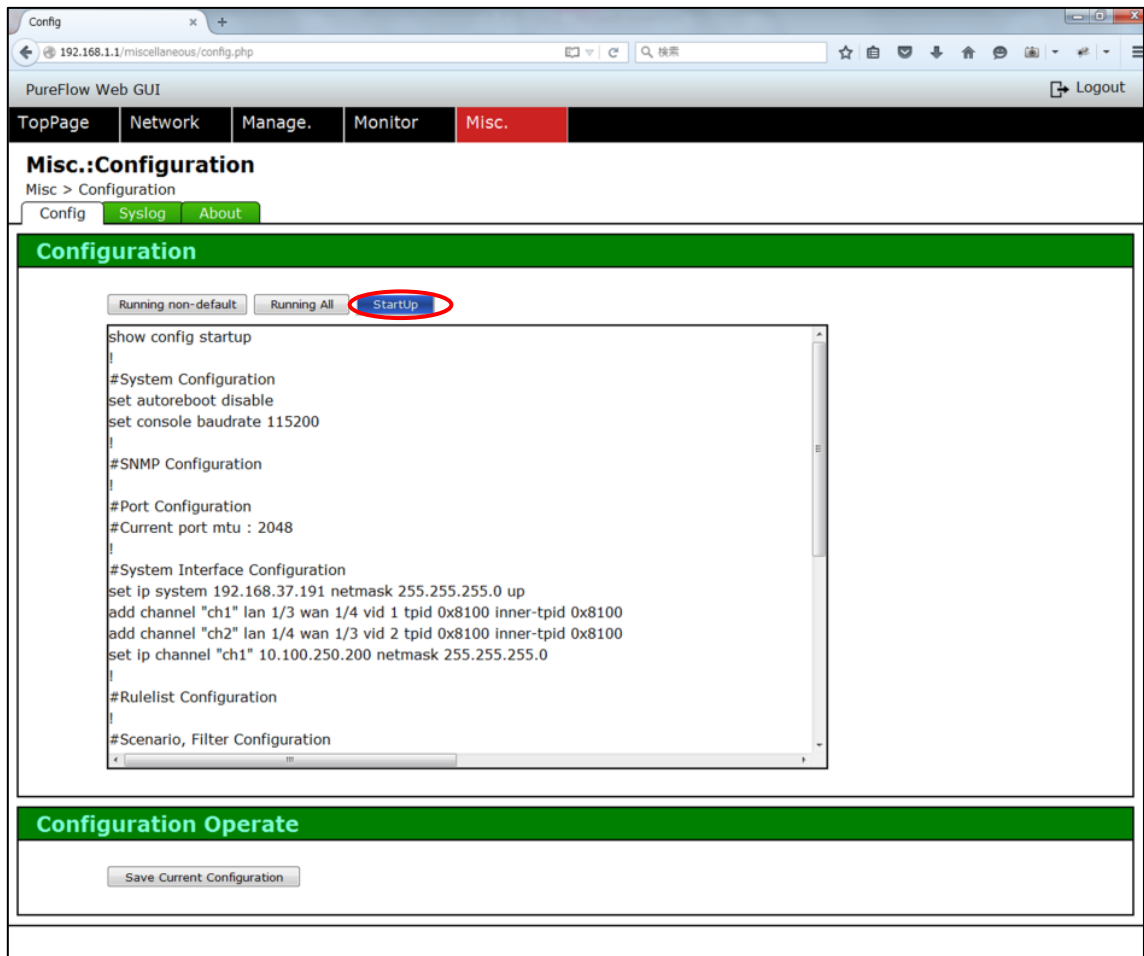 Config
192.168.1.1/miscellaneous/config.php
検索
PureFlow Web GUI
Logout
TopPage Network Manage. Monitor Misc.
Misc.:Configuration
Misc > Configuration
Config Syslog About
Configuration
Running non-default Running All StartUp
show config startup
!
#System Configuration
set autoreboot disable
set console baudrate 115200
!
#SNMP Configuration
!
#Port Configuration
#Current port mtu : 2048
!
#System Interface Configuration
set ip system 192.168.37.191 netmask 255.255.255.0 up
add channel "ch1" lan 1/3 wan 1/4 vid 1 tpid 0x8100 inner-tpid 0x8100
add channel "ch2" lan 1/4 wan 1/3 vid 2 tpid 0x8100 inner-tpid 0x8100
set ip channel "ch1" 10.100.250.200 netmask 255.255.255.0
!
#Rulelist Configuration
!
#Scenario, Filter Configuration
Configuration Operate
Save Current Configuration